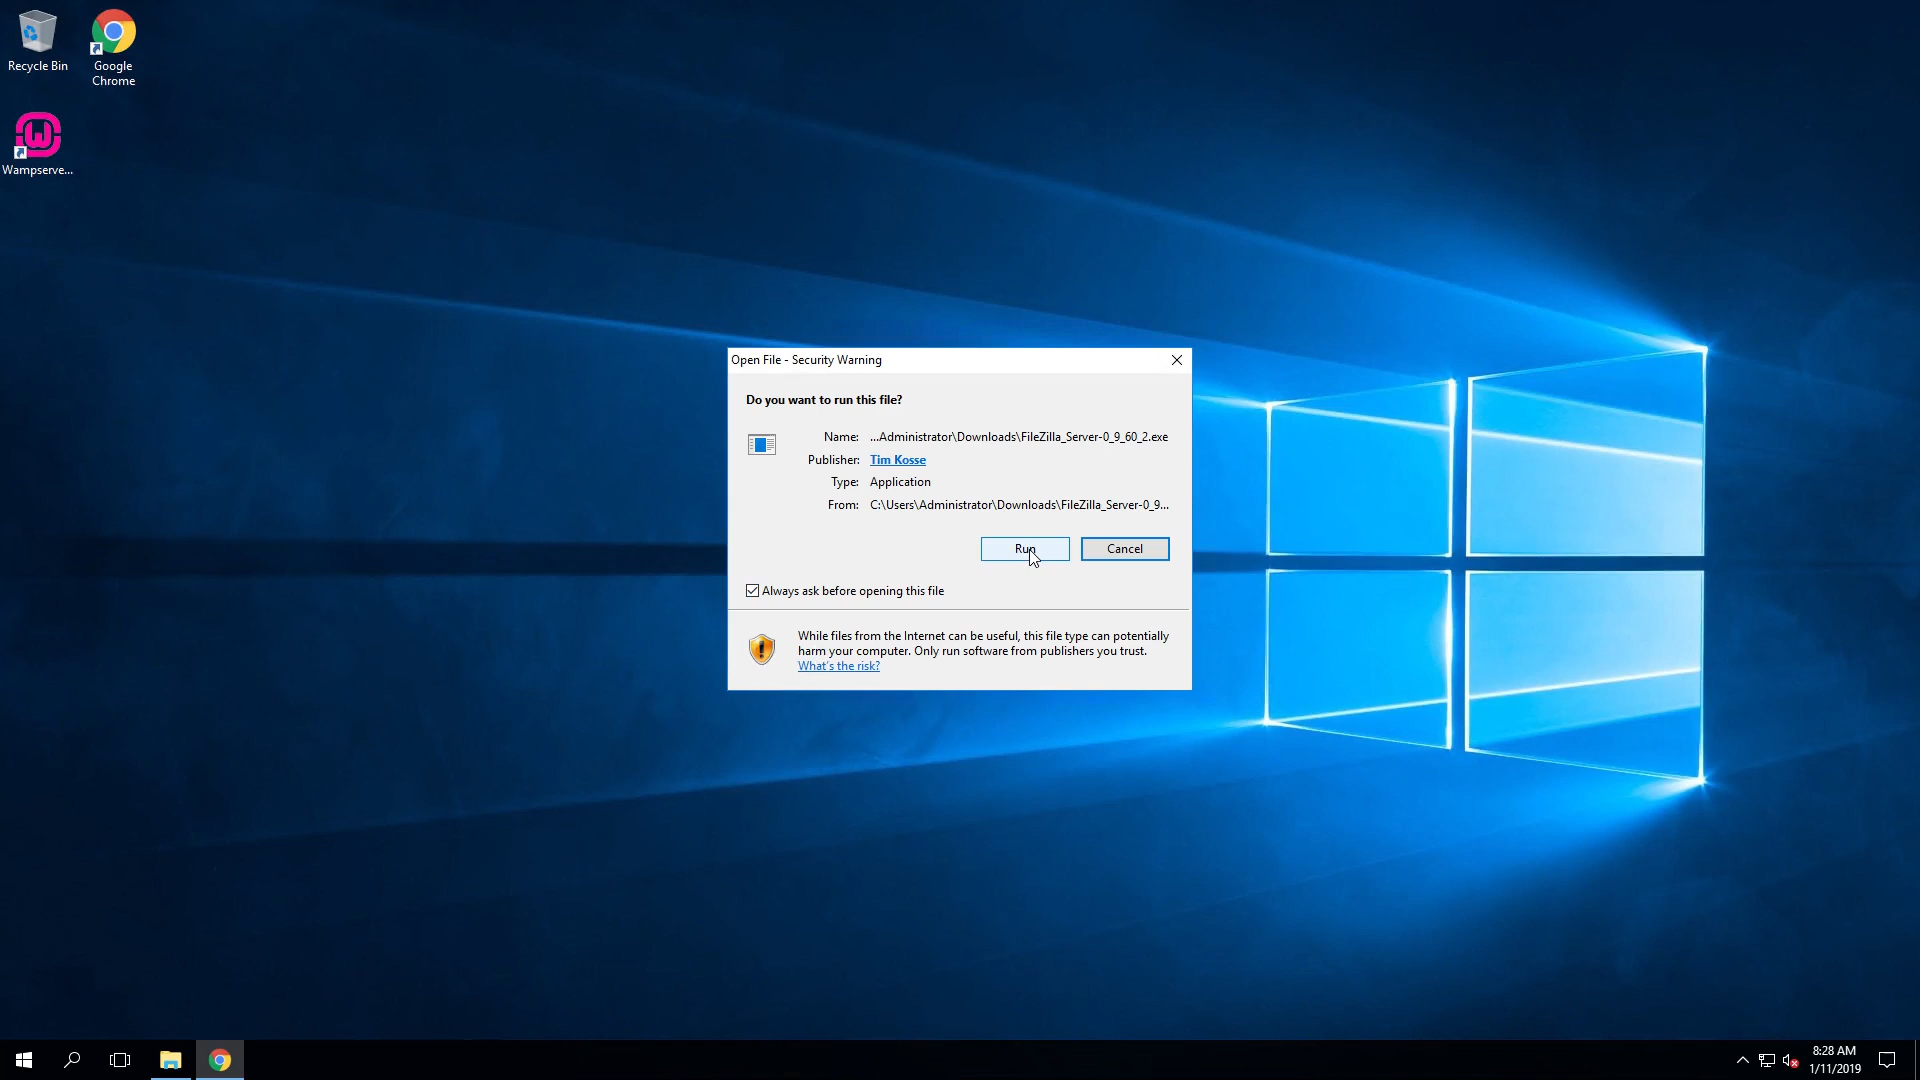 Recycle Bin
Google
Chrome
Wampserve...
Open File - Security Warning
Do you want to run this file?
Name: ...Administrator\Downloads\FileZilla_Server-0_9_60_2.exe
Publisher: Tim Kosse
Type: Application
From: C:\Users\Administrator\Downloads\FileZilla_Server-0_9...
Run Cancel
Always ask before opening this file
While files from the Internet can be useful, this file type can potentially
harm your computer. Only run software from publishers you trust.
What's the risk?
8:28 AM
1/11/2019